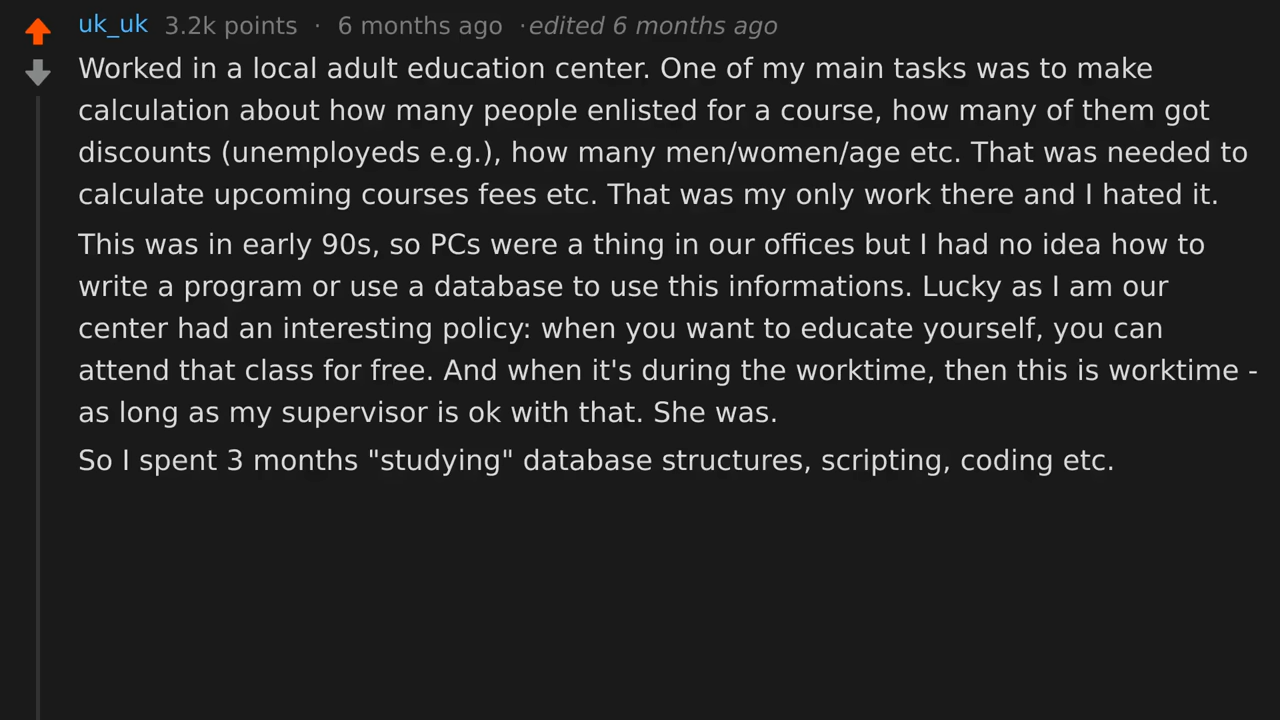 uk_uk 3.2k points · 6 months ago · edited 6 months ago
Worked in a local adult education center. One of my main tasks was to make
calculation about how many people enlisted for a course, how many of them got
discounts (unemployeds e.g.), how many men/women/age etc. That was needed to
calculate upcoming courses fees etc. That was my only work there and I hated it.
This was in early 90s, so PCs were a thing in our offices but I had no idea how to
write a program or use a database to use this informations. Lucky as I am our
center had an interesting policy: when you want to educate yourself, you can
attend that class for free. And when it's during the worktime, then this is worktime -
as long as my supervisor is ok with that. She was.
So I spent 3 months "studying" database structures, scripting, coding etc.